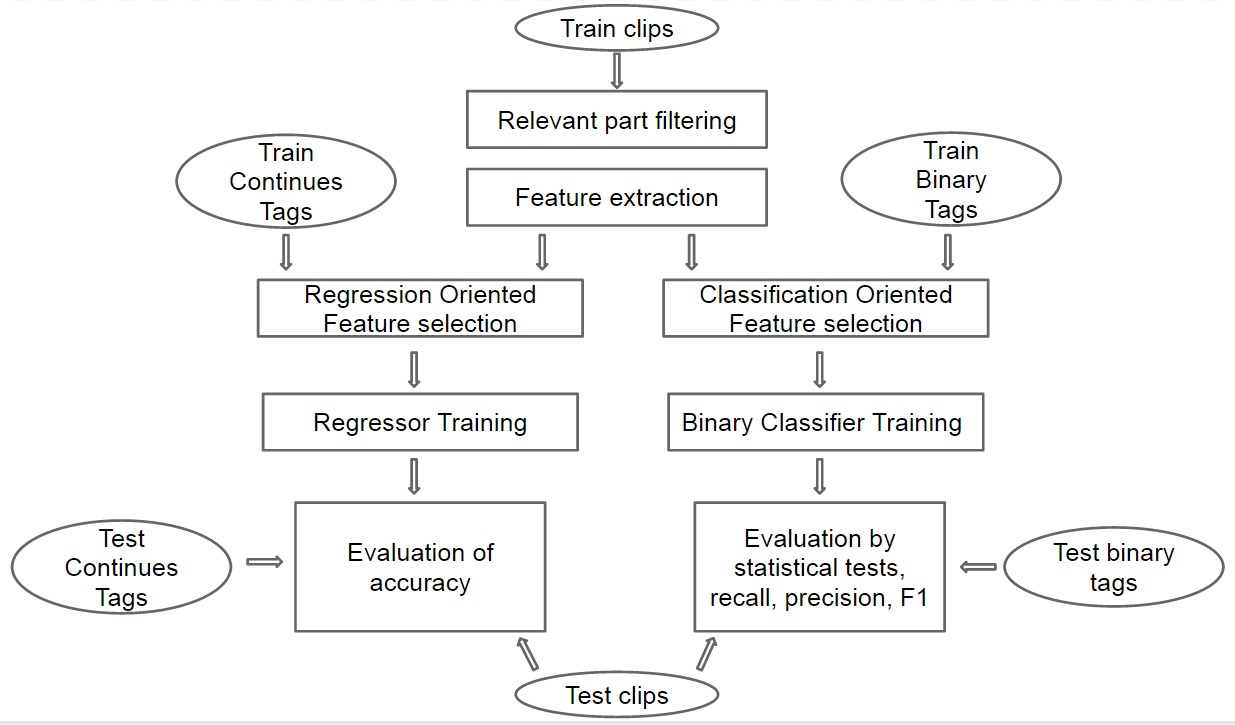 Train clips
Relevant part filtering
Train
Continues
Tags
Feature extraction
Train
Binary
Tags
Regression Oriented
Feature selection
Classification Oriented
Feature selection
Regressor Training
Binary Classifier Training
Test
Continues
Tags
Evaluation of
accuracy
Evaluation by
statistical tests,
recall, precision, F1
Test binary
tags
Test clips